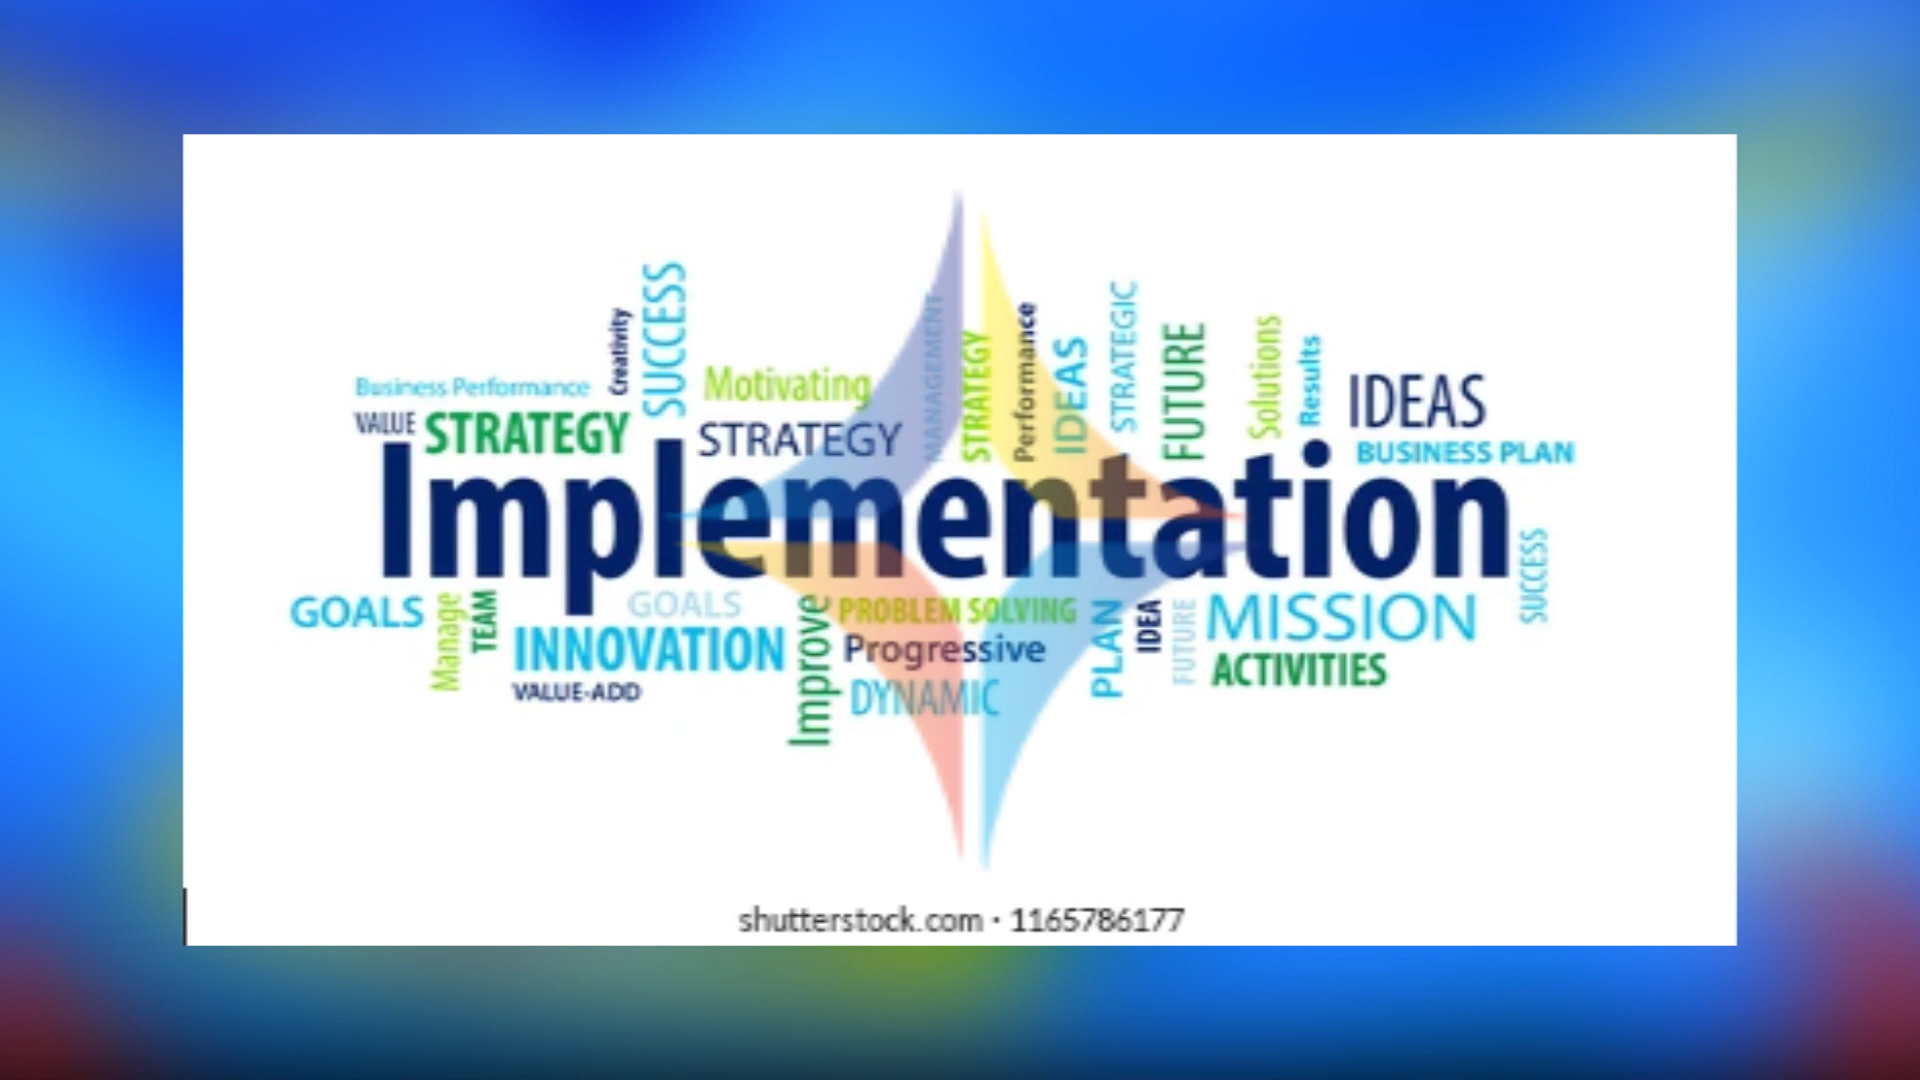 Creativity
SUCCESS
Business Performance
Motivating
MANAGEMENT
STRATEGY
Performance
IDEAS
STRATEGIC
FUTURE
Solutions
Results
IDEAS
VALUE
STRATEGY
STRATEGY
BUSINESS PLAN
Implementation
SUCCESS
GOALS
Manage
TEAM
GOALS
INNOVATION
VALUE-ADD
Improve
PROBLEM SOLVING
Progressive
DYNAMIC
PLAN
IDEA
FUTURE
MISSION
ACTIVITIES
shutterstock.com · 1165786177